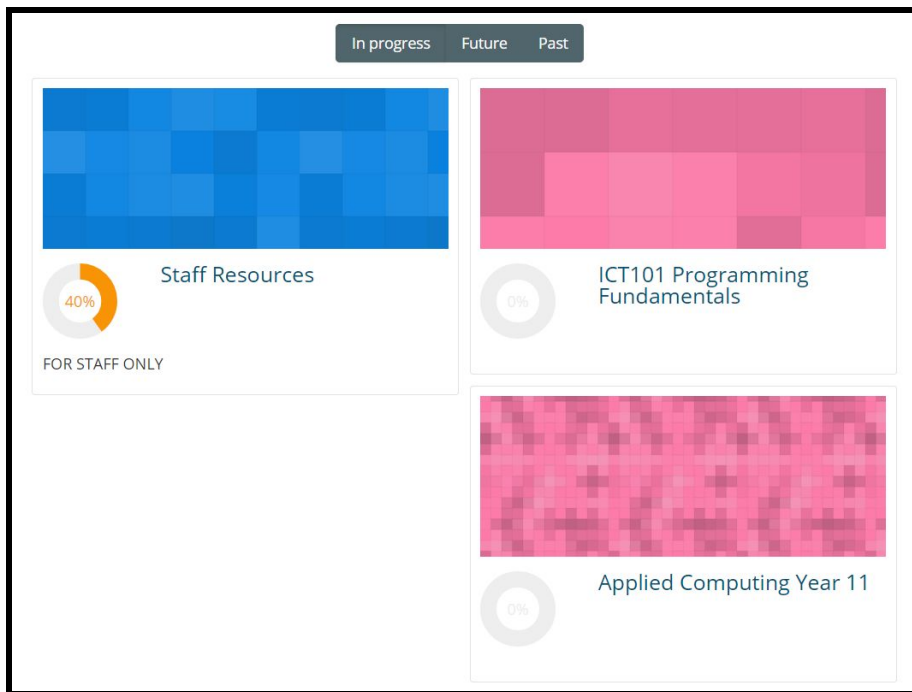 In progress Future Past
Staff Resources
40%
FOR STAFF ONLY
ICT101 Programming
Fundamentals
0%
Applied Computing Year 11
0%